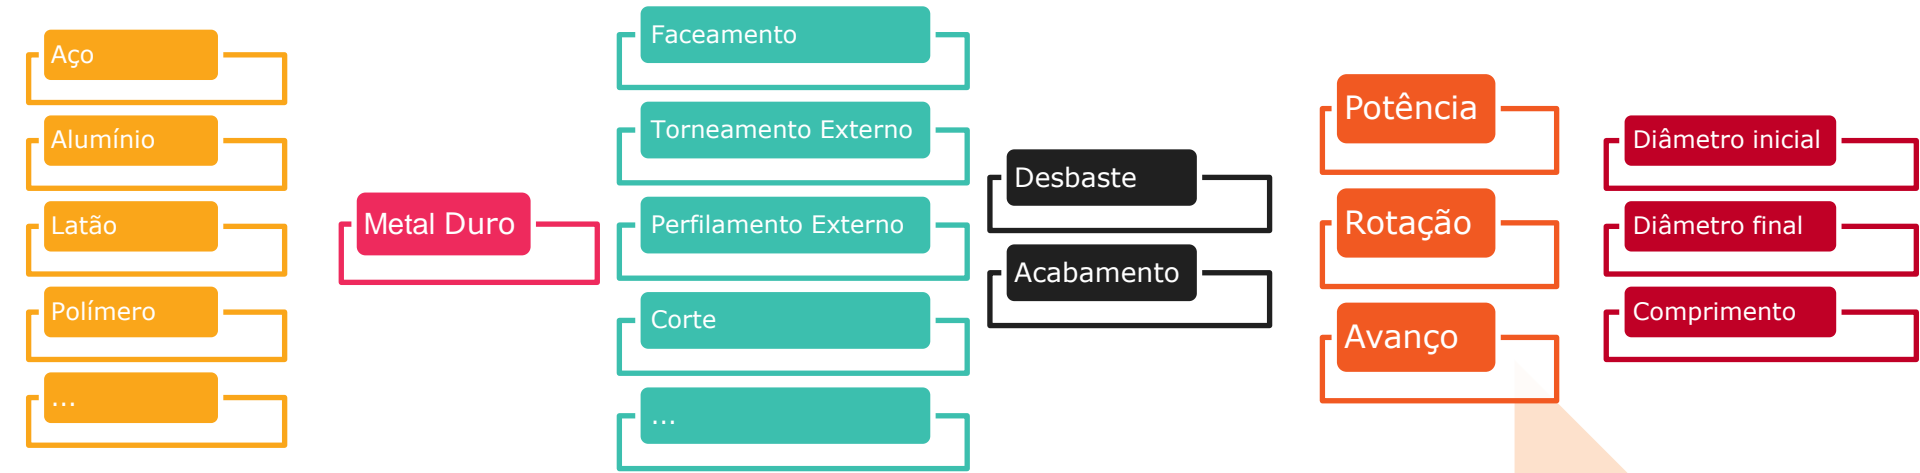 Aço
Alumínio
Latão
Polímero
...
Metal Duro
Faceamento
Torneamento Externo
Perfilamento Externo
Corte
...
Desbaste
Acabamento
Potência
Rotação
Avanço
Diâmetro inicial
Diâmetro final
Comprimento